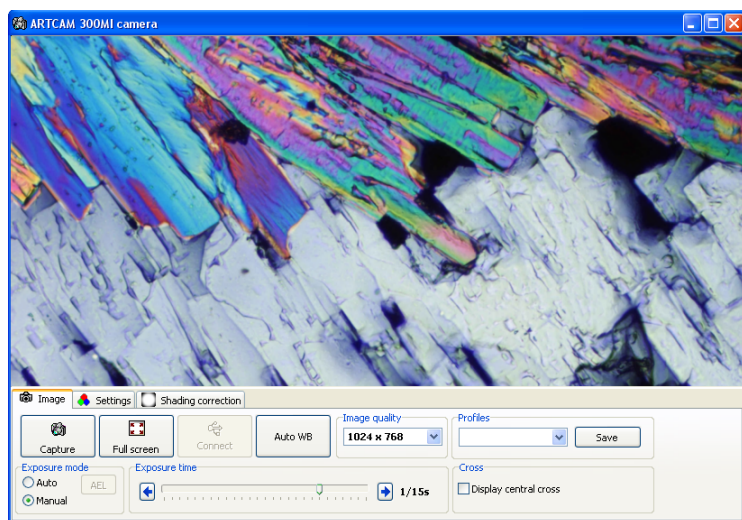 ARTCAM 300MI camera
Image Settings Shading correction
Capture
Full screen
Connect
Auto WB
Image quality
1024 x 768
Profiles
Save
Exposure mode
Auto
AEL
Manual
Exposure time
1/15s
Cross
Display central cross